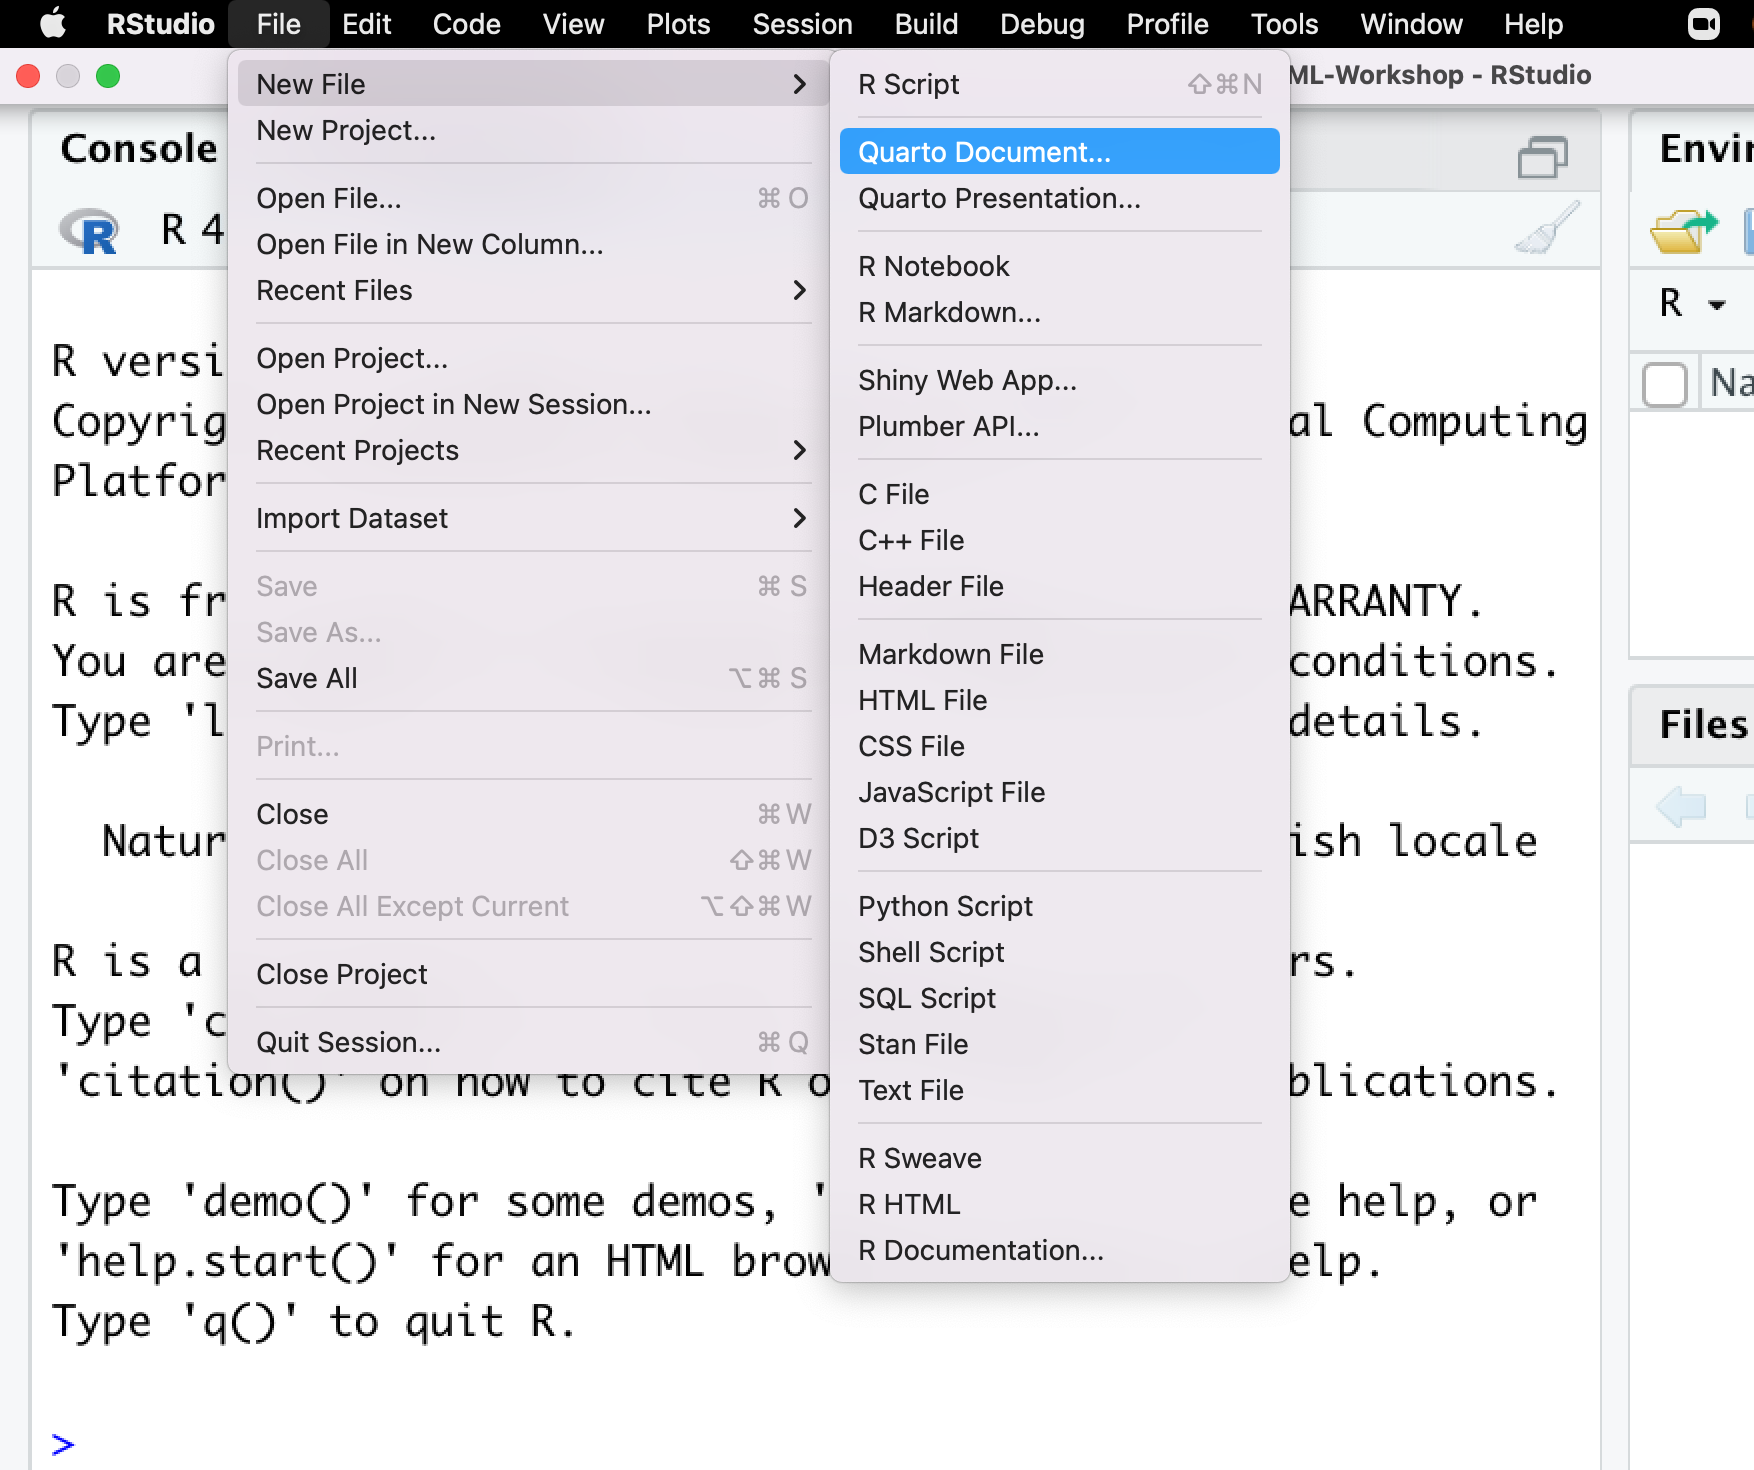 RStudio File Edit Code View Plots Session Build Debug Profile Tools Window Help
ML-Workshop - RStudio
New File
New Project...
Open File... ⌘ O
Open File in New Column...
Recent Files
Open Project...
Open Project in New Session...
Recent Projects
Import Dataset
Save ⌘ S
Save As...
Save All ⌥⌘ S
Print...
Close ⌘W
Close All ⇧⌘W
Close All Except Current ⌥⇧⌘W
Close Project
Quit Session... ⌘ Q
R Script ⇧⌘N
Quarto Document...
Quarto Presentation...
R Notebook
R Markdown...
Shiny Web App...
Plumber API...
C File
C++ File
Header File
Markdown File
HTML File
CSS File
JavaScript File
D3 Script
Python Script
Shell Script
SQL Script
Stan File
Text File
R Sweave
R HTML
R Documentation...
Console
R 4
R versi
Copyrig al Computing
Platfor
R is fr ARRANTY.
You are conditions.
Type 'l details.
Natur ish locale
R is a rs.
Type 'c
'citation()' on how to cite R o blications.
Type 'demo()' for some demos, ' e help, or
'help.start()' for an HTML brow elp.
Type 'q()' to quit R.
>
Envir
R
Na
Files